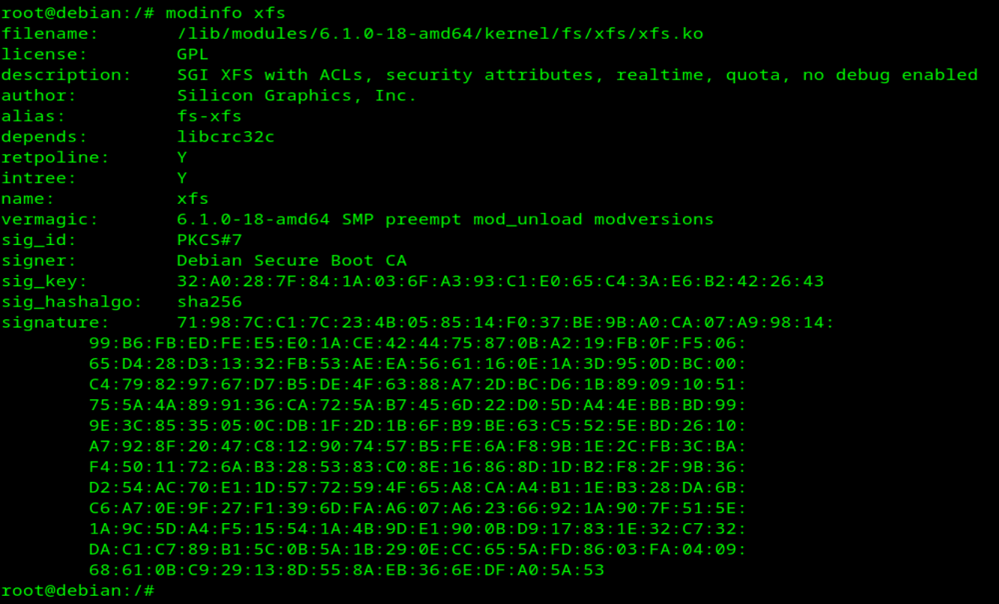 root@debian:/# modinfo xfs
filename:       /lib/modules/6.1.0-18-amd64/kernel/fs/xfs/xfs.ko
license:        GPL
description:    SGI XFS with ACLs, security attributes, realtime, quota, no debug enabled
author:         Silicon Graphics, Inc.
alias:          fs-xfs
depends:        libcrc32c
retpoline:      Y
intree:         Y
name:           xfs
vermagic:       6.1.0-18-amd64 SMP preempt mod_unload modversions
sig_id:         PKCS#7
signer:         Debian Secure Boot CA
sig_key:        32:A0:28:7F:84:1A:03:6F:A3:93:C1:E0:65:C4:3A:E6:B2:42:26:43
sig_hashalgo:   sha256
signature:      71:98:7C:C1:7C:23:4B:05:85:14:F0:37:BE:9B:A0:CA:07:A9:98:14:
        99:B6:FB:ED:FE:E5:E0:1A:CE:42:44:75:87:0B:A2:19:FB:0F:F5:06:
        65:D4:28:D3:13:32:FB:53:AE:EA:56:61:16:0E:1A:3D:95:0D:BC:00:
        C4:79:82:97:67:D7:B5:DE:4F:63:88:A7:2D:BC:D6:1B:89:09:10:51:
        75:5A:4A:89:91:36:CA:72:5A:B7:45:6D:22:D0:5D:A4:4E:BB:BD:99:
        9E:3C:85:35:05:0C:DB:1F:2D:1B:6F:B9:BE:63:C5:52:5E:BD:26:10:
        A7:92:8F:20:47:C8:12:90:74:57:B5:FE:6A:F8:9B:1E:2C:FB:3C:BA:
        F4:50:11:72:6A:B3:28:53:83:C0:8E:16:86:8D:1D:B2:F8:2F:9B:36:
        D2:54:AC:70:E1:1D:57:72:59:4F:65:A8:CA:A4:B1:1E:B3:28:DA:6B:
        C6:A7:0E:9F:27:F1:39:6D:FA:A6:07:A6:23:66:92:1A:90:7F:51:5E:
        1A:9C:5D:A4:F5:15:54:1A:4B:9D:E1:90:0B:D9:17:83:1E:32:C7:32:
        DA:C1:C7:89:B1:5C:0B:5A:1B:29:0E:CC:65:5A:FD:86:03:FA:04:09:
        68:61:0B:C9:29:13:8D:55:8A:EB:36:6E:DF:A0:5A:53
root@debian:/#